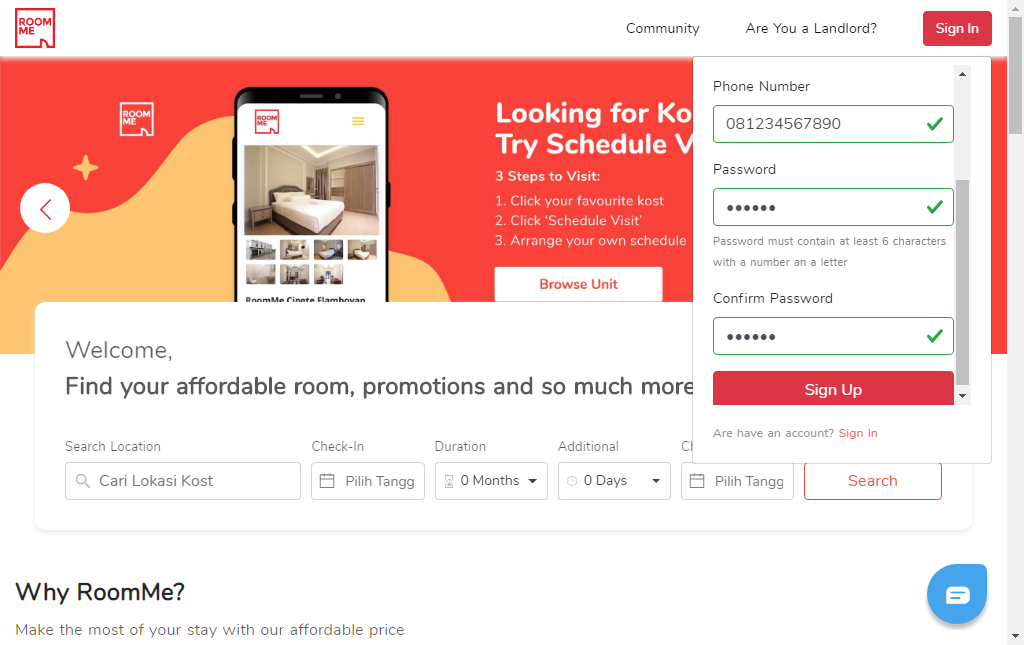 ROOM
ME
Community
Are You a Landlord?
Sign In
ROOM
ME
ROOM
ME
RoomMe Cipete Flamboyan
Looking for Ko
Try Schedule V
3 Steps to Visit:
1. Click your favourite kost
2. Click 'Schedule Visit'
3. Arrange your own schedule
Browse Unit
Phone Number
081234567890
Password
••••••
Password must contain at least 6 characters
with a number an a letter
Confirm Password
••••••
Sign Up
Are have an account? Sign In
Welcome,
Find your affordable room, promotions and so much more
Search Location
Check-In
Duration
Additional
Ch
Cari Lokasi Kost
Pilih Tangg
0 Months
0 Days
Pilih Tangg
Search
Why RoomMe?
Make the most of your stay with our affordable price